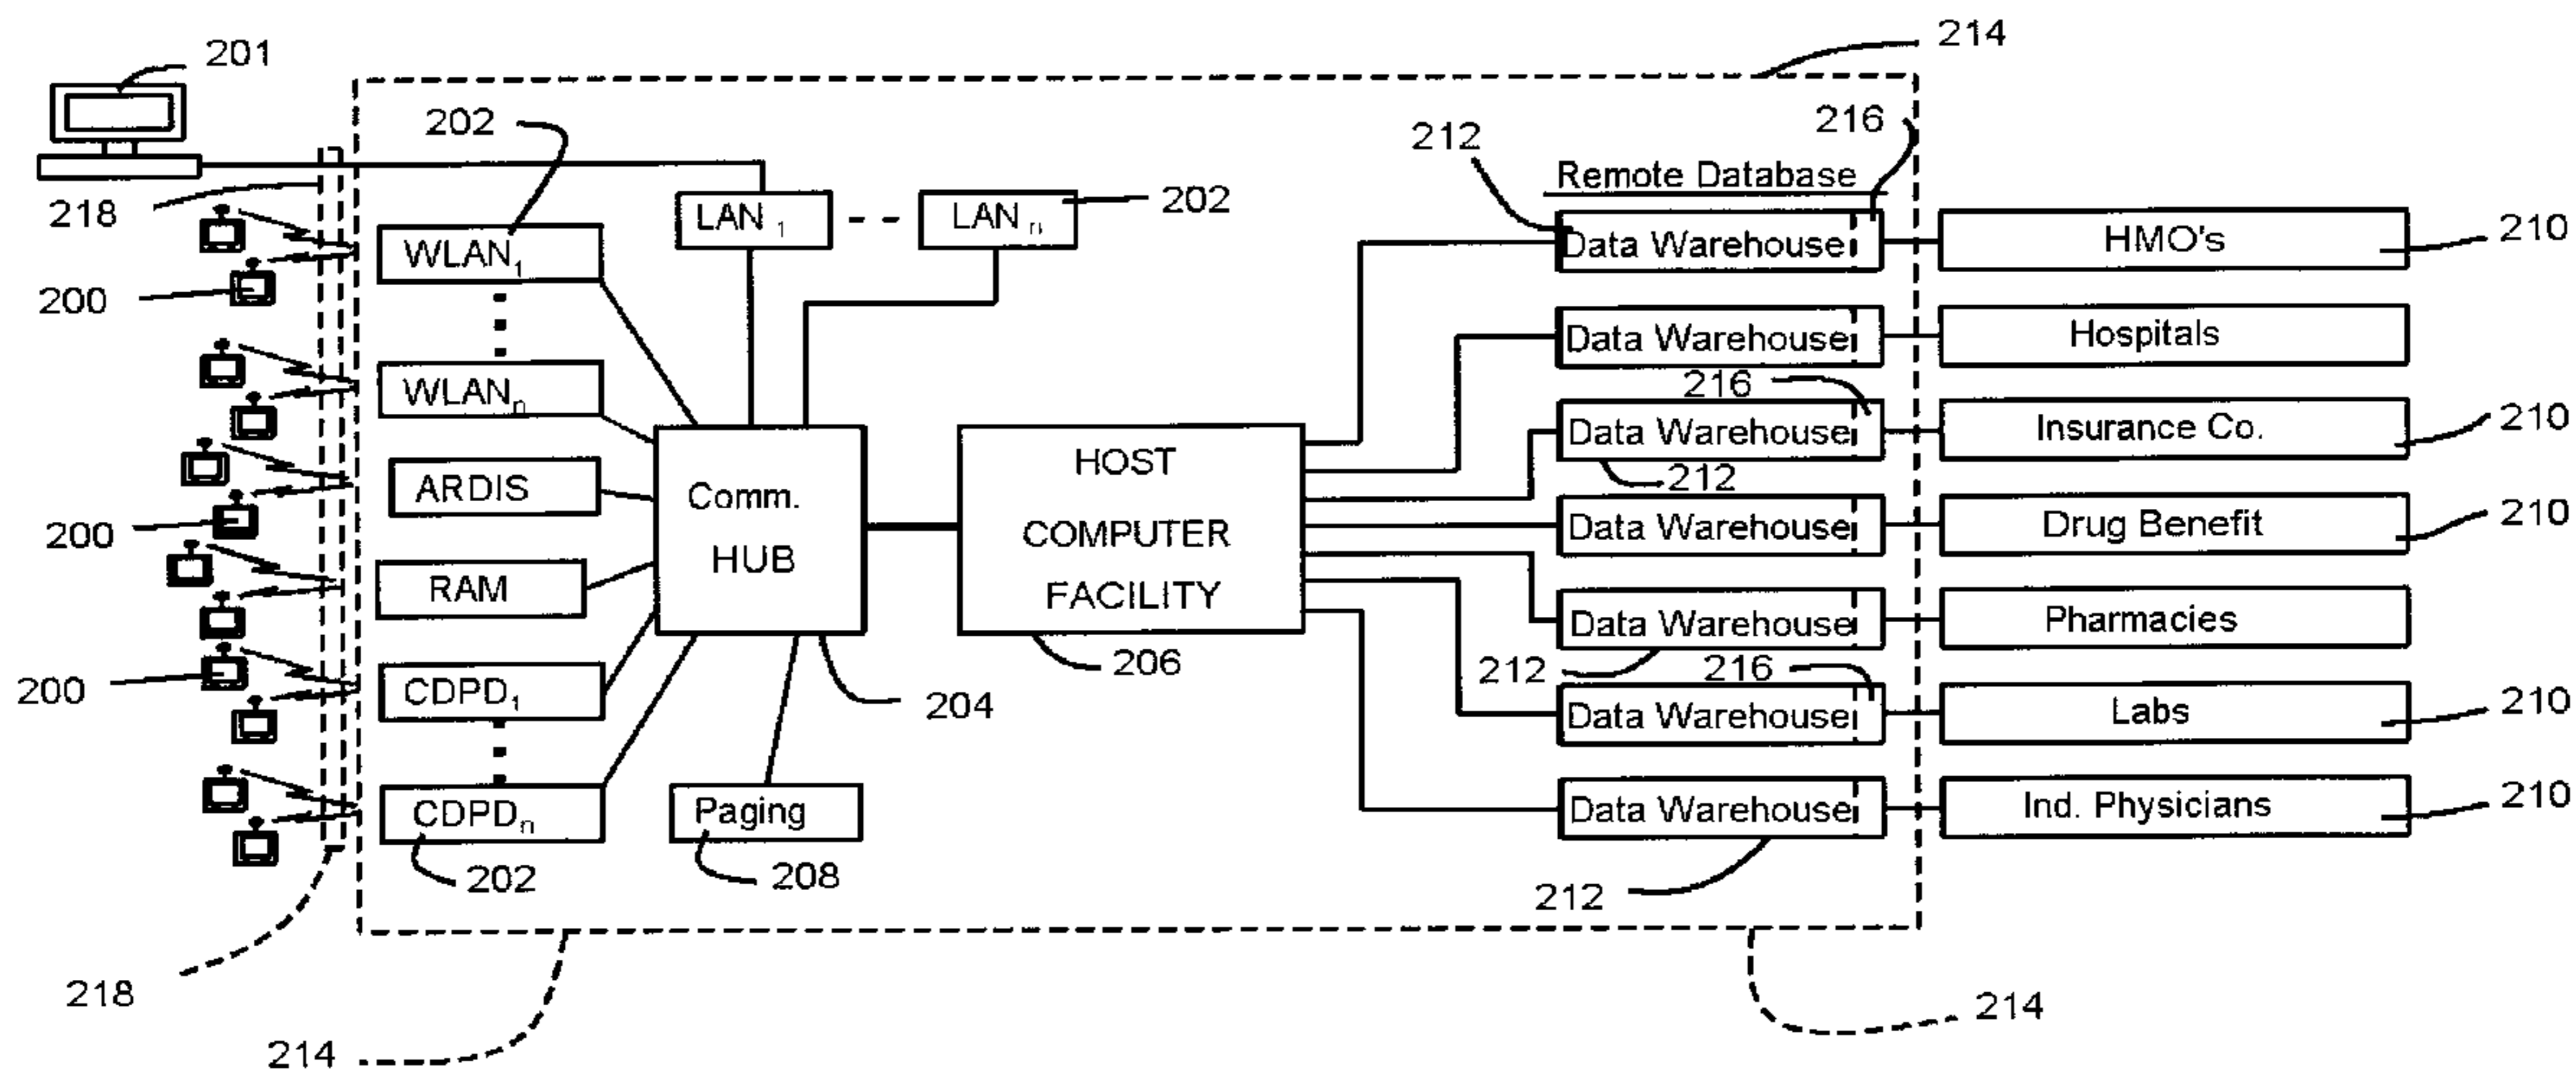 201
214
202
212
216
Remote Database
218
LAN 1
LAN n
202
WLAN1
Data Warehouse
HMO's
210
200
Data Warehouse
Hospitals
WLANn
216
Data Warehouse
Insurance Co.
210
HOST
COMPUTER
FACILITY
212
ARDIS
Comm.
HUB
200
Data Warehouse
Drug Benefit
210
RAM
Data Warehouse
Pharmacies
206
212
216
200
CDPD1
204
Data Warehouse
Labs
210
CDPDn
Paging
Data Warehouse
Ind. Physicians
210
202
208
212
218
214
214